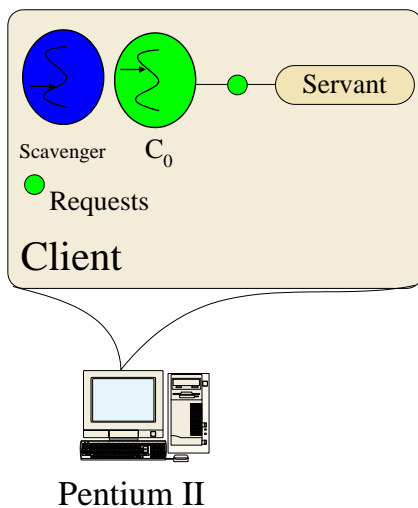 Servant
Scavenger
C0
Requests
Client
Pentium II